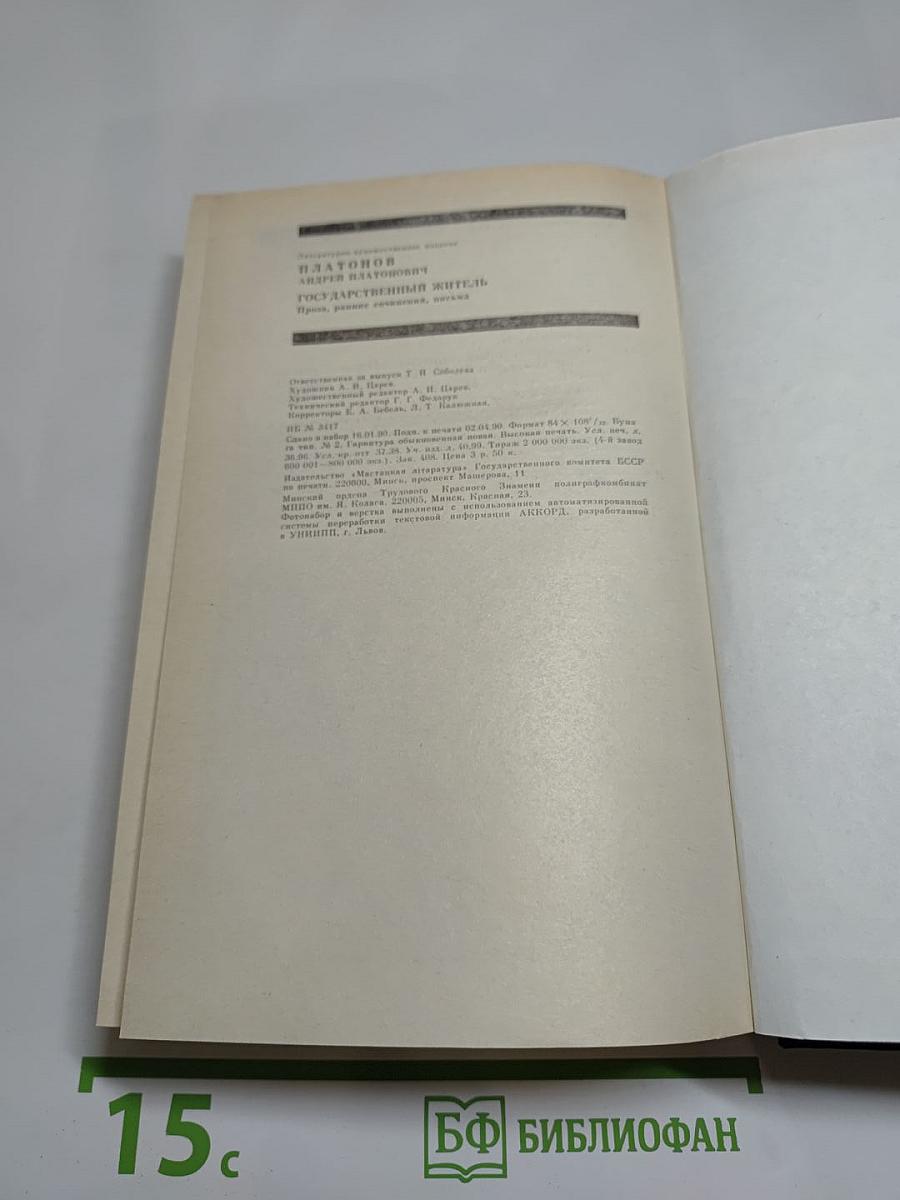 Литературно-художественное издание
ПЛАТОНОВ
АНДРЕЙ ПЛАТОНОВИЧ
ГОСУДАРСТВЕННЫЙ ЖИТЕЛЬ
Проза, ранние сочинения, письма
Ответственная за выпуск Т. И. Соболева
Художник А. И. Царев.
Художественный редактор А. И. Царев.
Технический редактор Г. Г. Федарук
Корректоры Е. А. Бебель, Л. Т. Калюжная.
ИБ № 3417
Сдано в набор 16.01.90. Подп. к печати 02.04.90. Формат 84×108¹/₃₂. Бума
га тип. № 2. Гарнитура обыкновенная новая. Высокая печать. Усл. печ. л.
36,96. Усл. кр. отт 37,38. Уч. изд. л. 40,99. Тираж 2 000 000 экз. (4-й завод
600 001—800 000 экз.). Зак. 408. Цена 3 р. 50 к.
Издательство «Мастацкая літаратура» Государственного комитета БССР
по печати. 220600, Минск, проспект Машерова, 11.
Минский ордена Трудового Красного Знамени полиграфкомбинат
МППО им. Я. Коласа. 220005, Минск, Красная, 23.
Фотонабор и верстка выполнены с использованием автоматизированной
системы переработки текстовой информации АККОРД, разработанной
в УНИИПП, г. Львов.
15 с
БФ БИБЛИОФАН